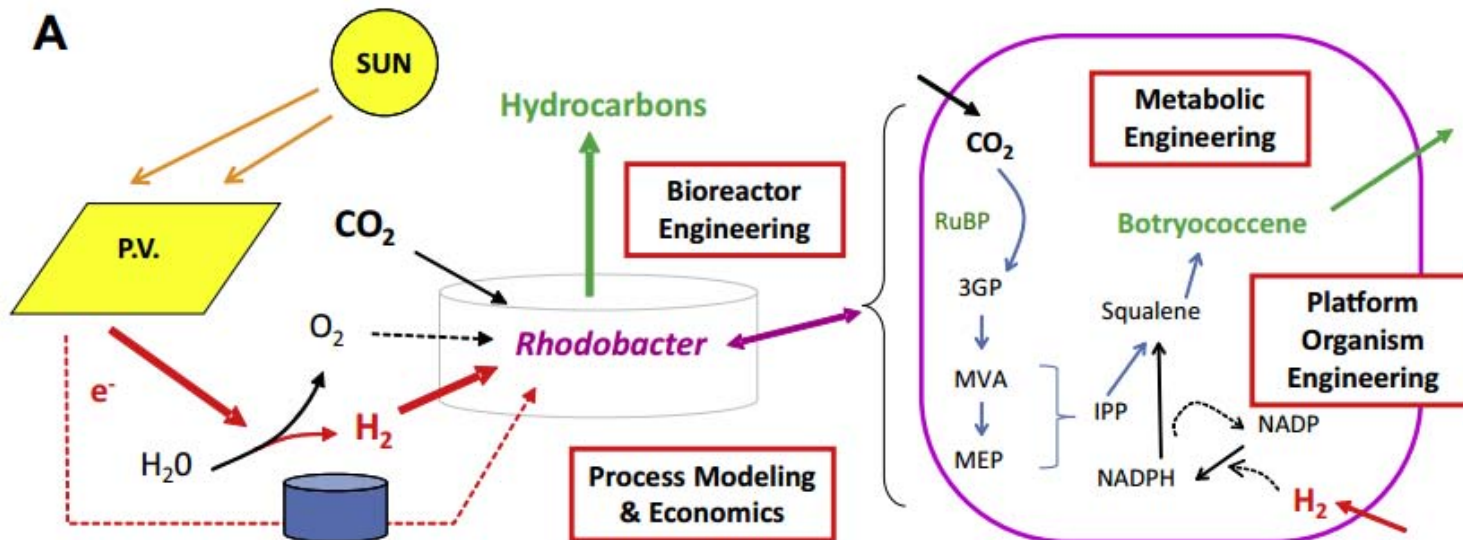 A
SUN
P.V.
Hydrocarbons
CO₂
Bioreactor
Engineering
O₂
Rhodobacter
e⁻
H₂0
H₂
Process Modeling
& Economics
CO₂
Metabolic
Engineering
RuBP
Botryococcene
3GP
Squalene
Platform
Organism
Engineering
MVA
IPP
NADP
MEP
NADPH
H₂